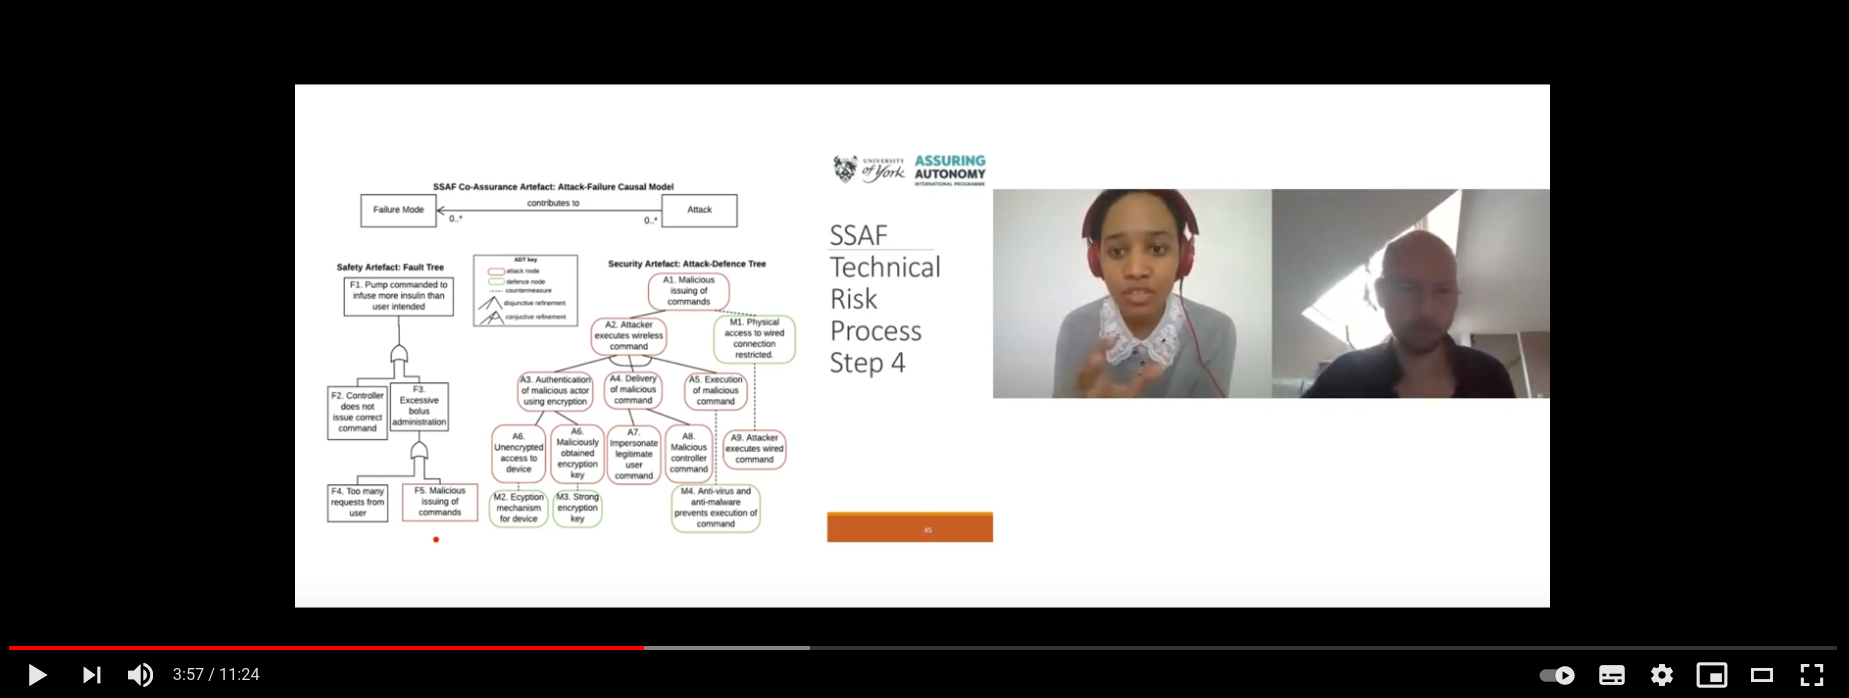 UNIVERSITY
of York
ASSURING
AUTONOMY
INTERNATIONAL PROGRAMME
SSAF Co-Assurance Artefact: Attack-Failure Causal Model
Failure Mode
contributes to
0..*
0..*
Attack
SSAF
Technical
Risk
Process
Step 4
Safety Artefact: Fault Tree
F1. Pump commanded to
infuse more insulin than
user intended
F2. Controller
does not
issue correct
command
F3.
Excessive
bolus
administration
F4. Too many
requests from
user
F5. Malicious
issuing of
commands
ADT key
attack node
defence node
countermeasure
disjunctive refinement
conjuctive refinement
Security Artefact: Attack-Defence Tree
A1. Malicious
issuing of
commands
A2. Attacker
executes wireless
command
M1. Physical
access to wired
connection
restricted.
A3. Authentication
of malicious actor
using encryption
A4. Delivery
of malicious
command
A5. Execution
of malicious
command
A6.
Unencrypted
access to
device
A6.
Maliciously
obtained
encryption
key
A7.
Impersonate
legitimate
user
command
A8.
Malicious
controller
command
A9. Attacker
executes wired
command
M2. Ecyption
mechanism
for device
M3. Strong
encryption
key
M4. Anti-virus and
anti-malware
prevents execution of
command
45
3:57 / 11:24